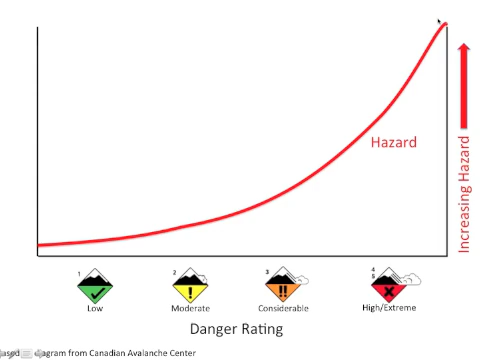 Hazard
Increasing Hazard
1
2
3
4
5
!
!!
Low
Moderate
Considerable
High/Extreme
Danger Rating
diagram from Canadian Avalanche Center